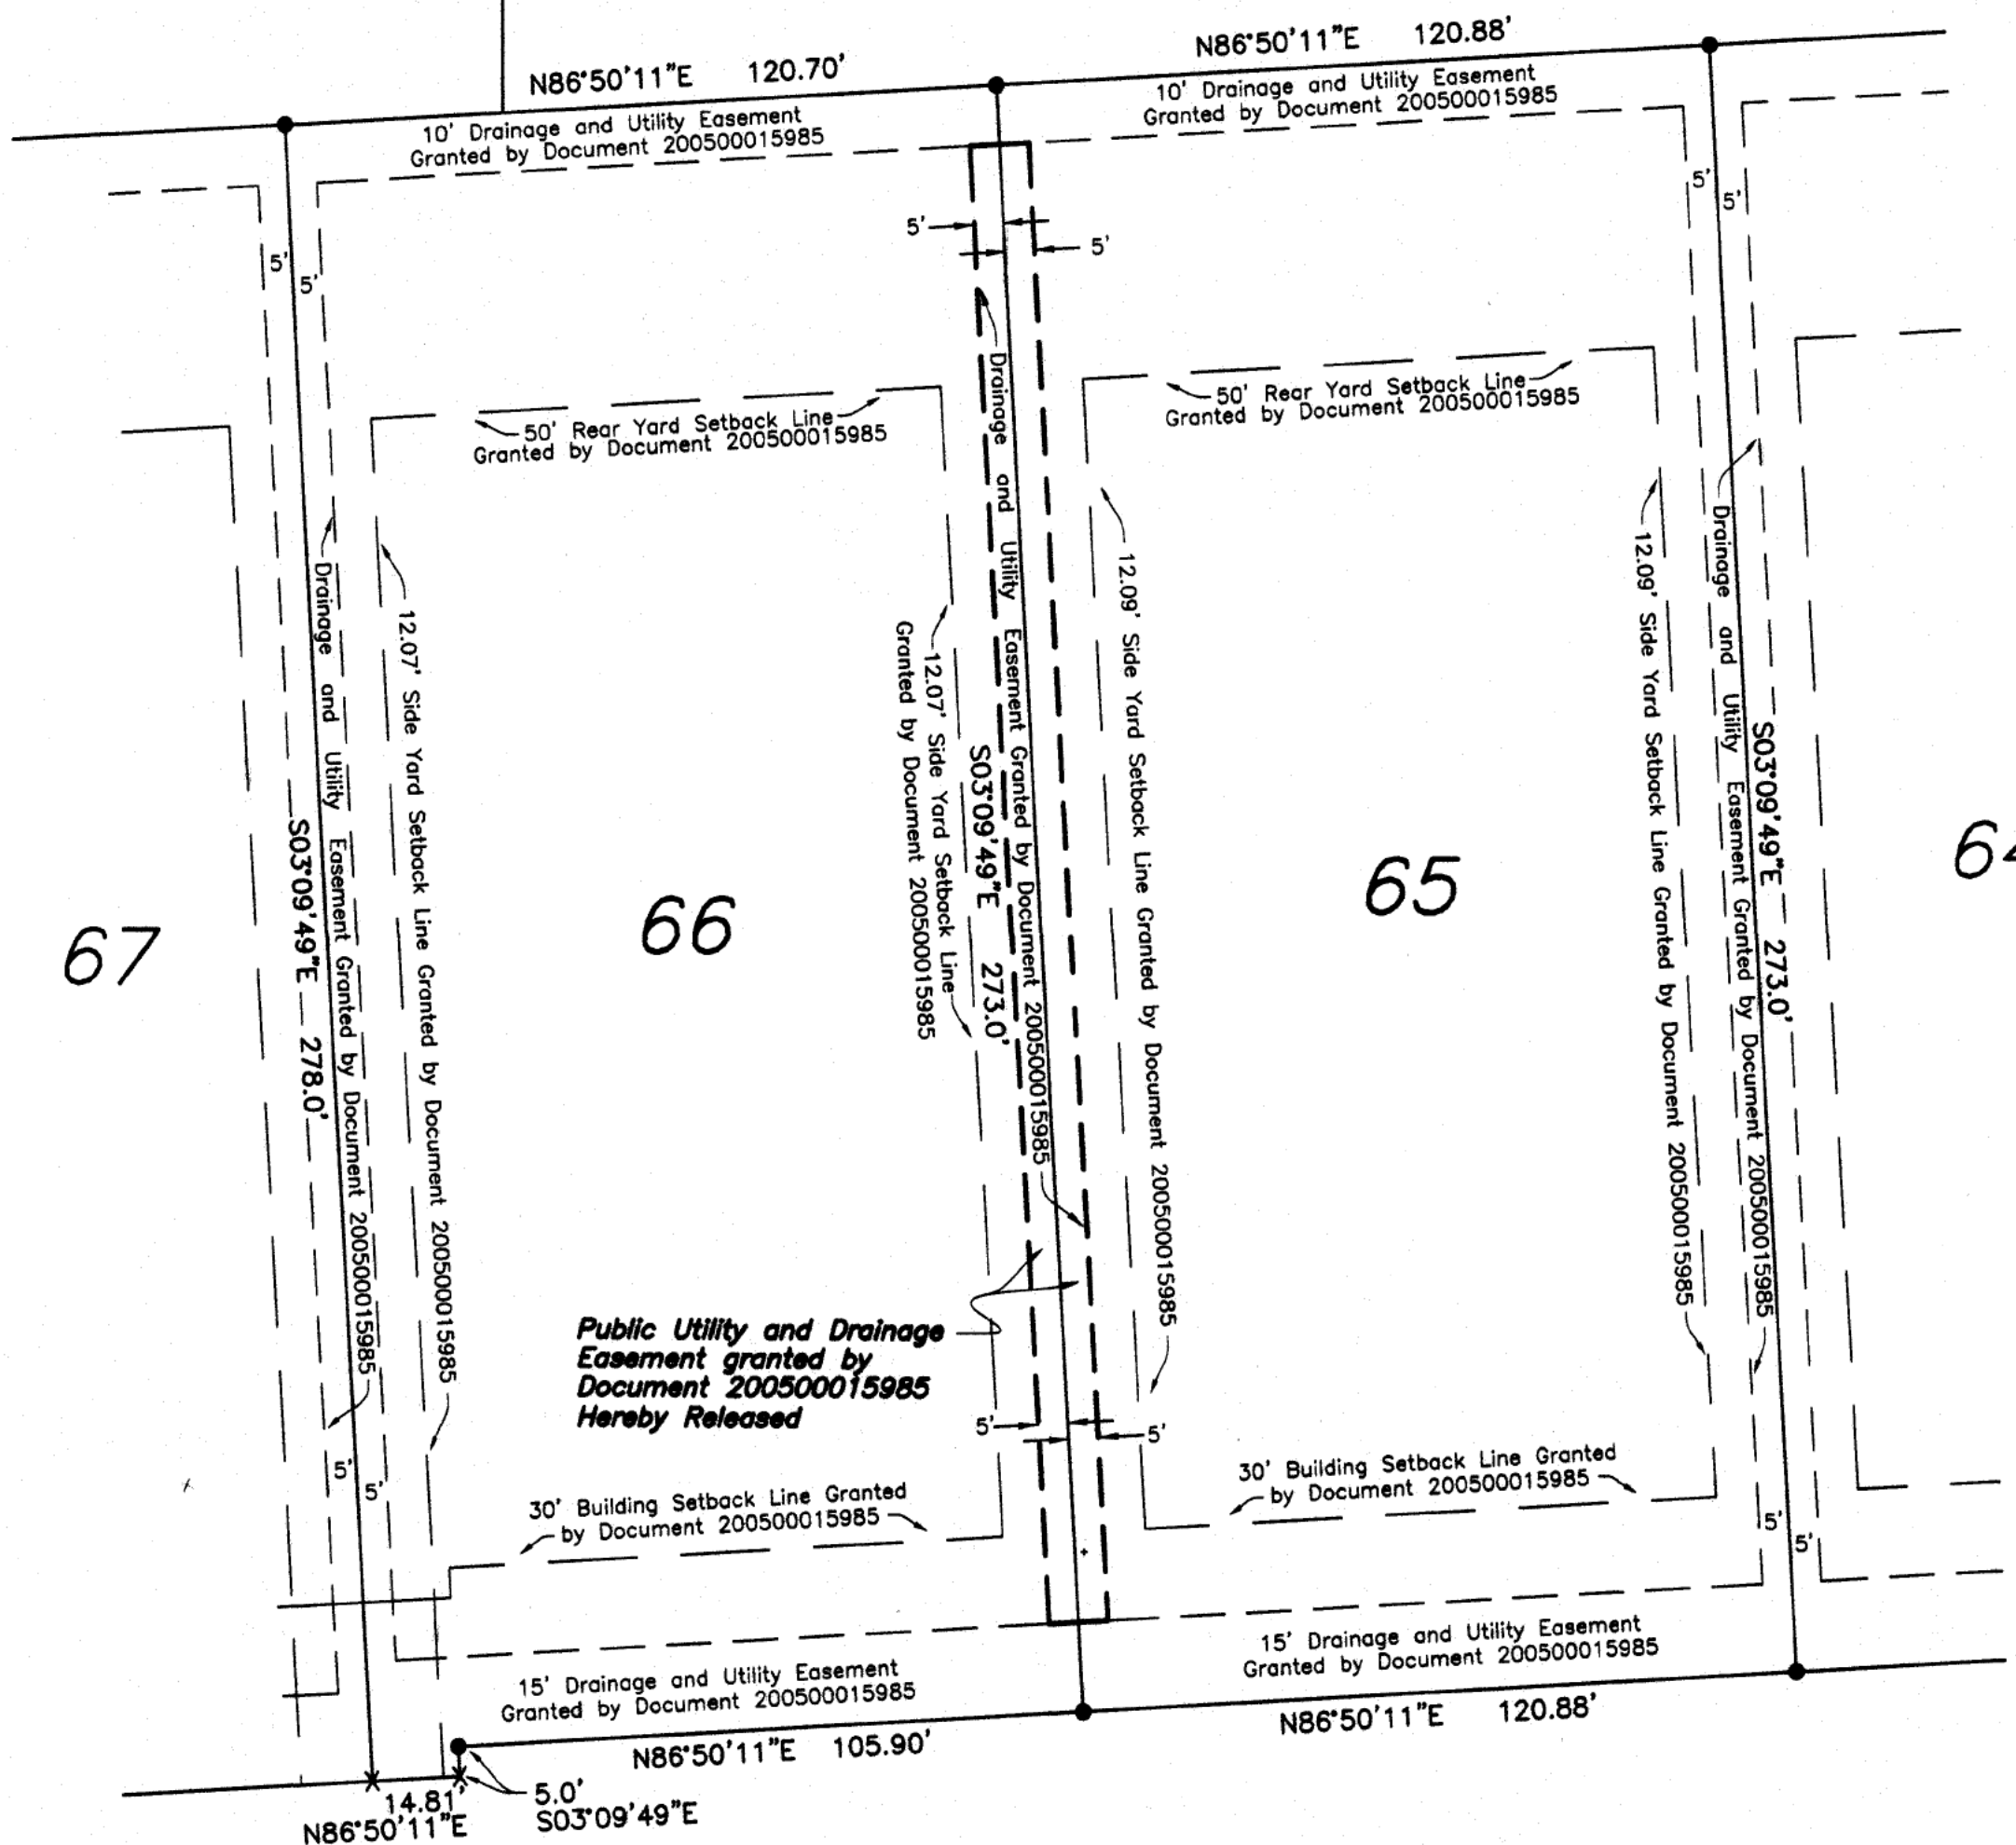 N86°50'11"E 120.70'
N86°50'11"E 120.88'
10' Drainage and Utility Easement
Granted by Document 200500015985
10' Drainage and Utility Easement
Granted by Document 200500015985
5'
5'
5'
5'
5'
5'
50' Rear Yard Setback Line
Granted by Document 200500015985
50' Rear Yard Setback Line
Granted by Document 200500015985
Drainage and Utility Easement Granted by Document 200500015985
S03°09'49"E 278.0'
12.07' Side Yard Setback Line Granted by Document 200500015985
12.07' Side Yard Setback Line
Granted by Document 200500015985
S03°09'49"E 273.0'
Drainage and Utility Easement Granted by Document 200500015985
12.09' Side Yard Setback Line Granted by Document 200500015985
12.09' Side Yard Setback Line Granted by Document 200500015985
Drainage and Utility Easement Granted by Document 200500015985
S03°09'49"E 273.0'
67
66
65
64
Public Utility and Drainage
Easement granted by
Document 200500015985
Hereby Released
5'
5'
5'
5'
5'
5'
30' Building Setback Line Granted
by Document 200500015985
30' Building Setback Line Granted
by Document 200500015985
15' Drainage and Utility Easement
Granted by Document 200500015985
15' Drainage and Utility Easement
Granted by Document 200500015985
N86°50'11"E 105.90'
N86°50'11"E 120.88'
14.81'
N86°50'11"E
5.0'
S03°09'49"E